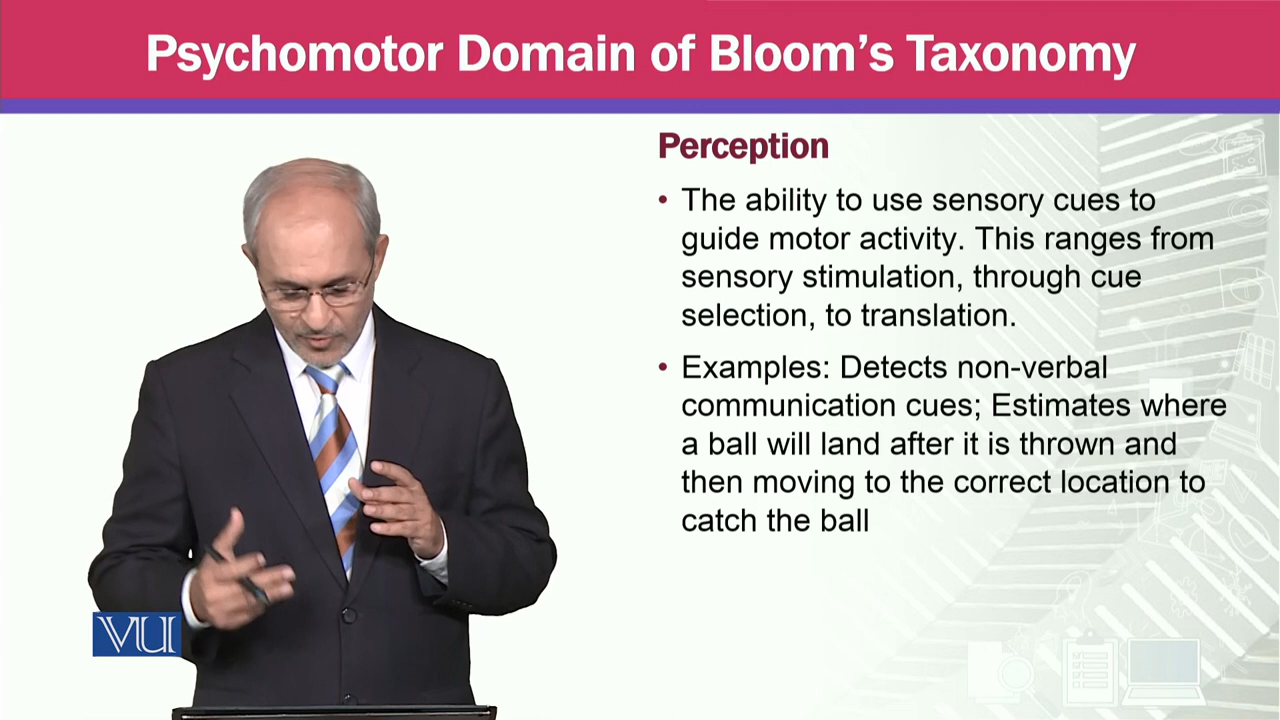 Psychomotor Domain of Bloom's Taxonomy
Perception
• The ability to use sensory cues to
guide motor activity. This ranges from
sensory stimulation, through cue
selection, to translation.
• Examples: Detects non-verbal
communication cues; Estimates where
a ball will land after it is thrown and
then moving to the correct location to
catch the ball
VU